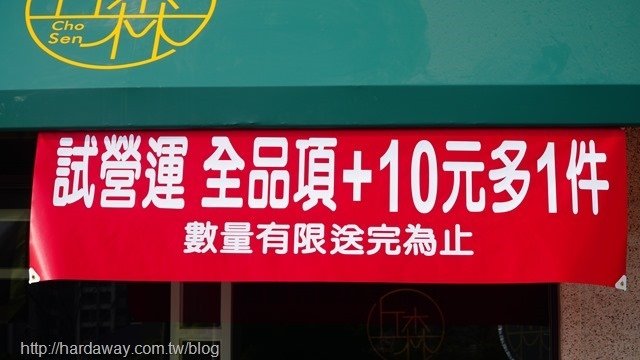 Cho
Sen
試營運 全品項+10元多1件
數量有限送完為止
http://hardaway.com.tw/blog